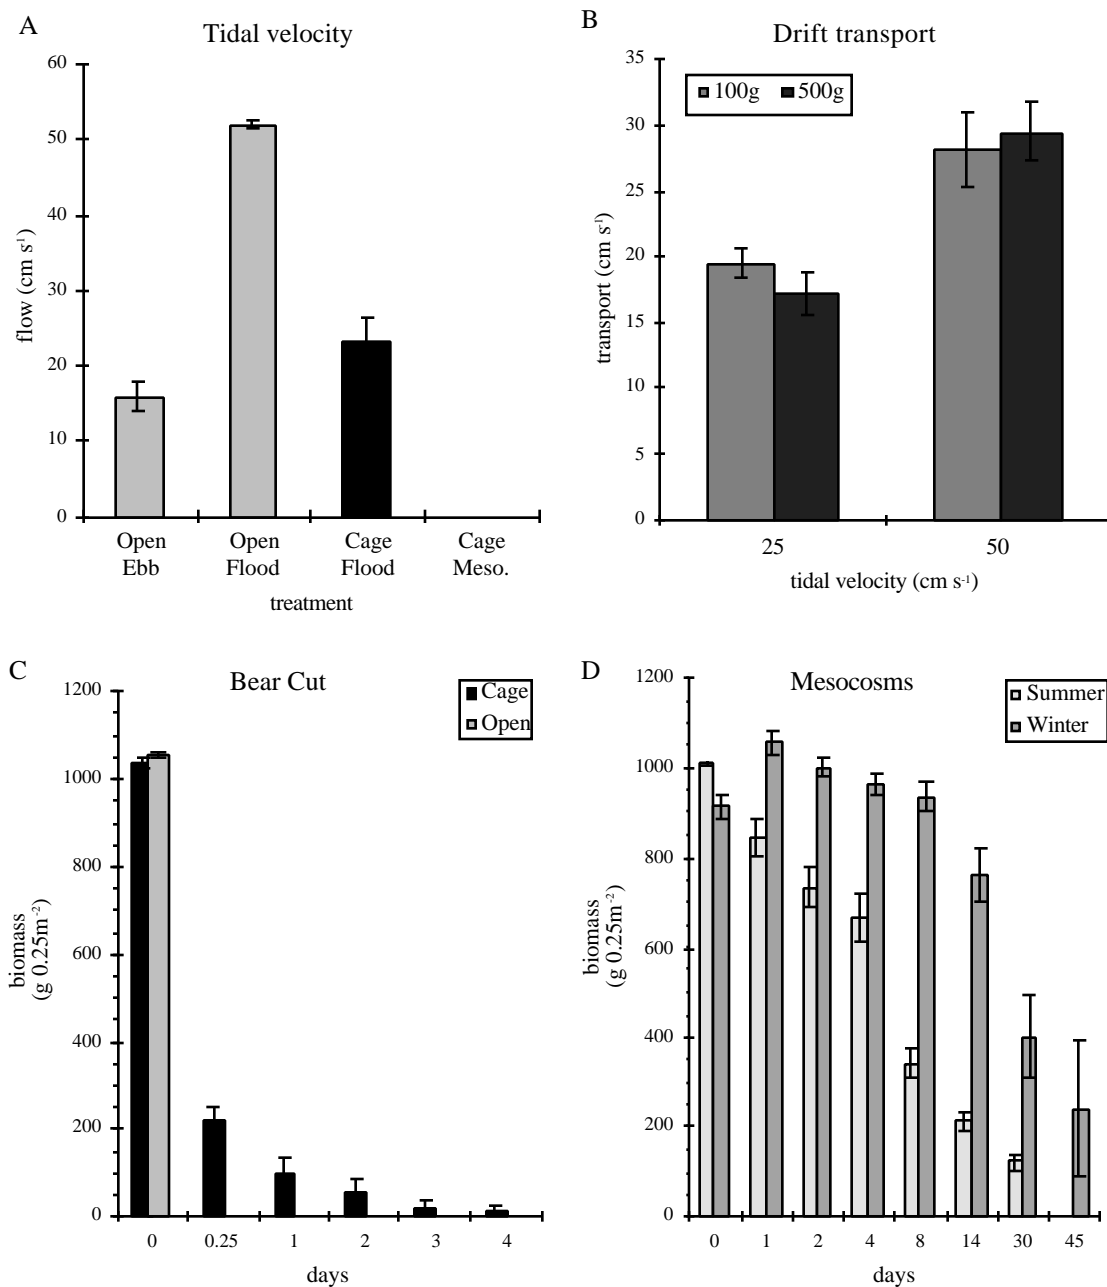 A
Tidal velocity
60
50
40
30
20
10
0
flow (cm s-1)
Open Ebb
Open Flood
Cage Flood
Cage Meso.
treatment
B
Drift transport
35
30
25
20
15
10
5
0
transport (cm s-1)
100g 500g
25 50
tidal velocity (cm s-1)
C
Bear Cut
1200
1000
800
600
400
200
0
biomass
(g 0.25m-2)
Cage
Open
0 0.25 1 2 3 4
days
D
Mesocosms
1200
1000
800
600
400
200
0
biomass
(g 0.25m-2)
Summer
Winter
0 1 2 4 8 14 30 45
days